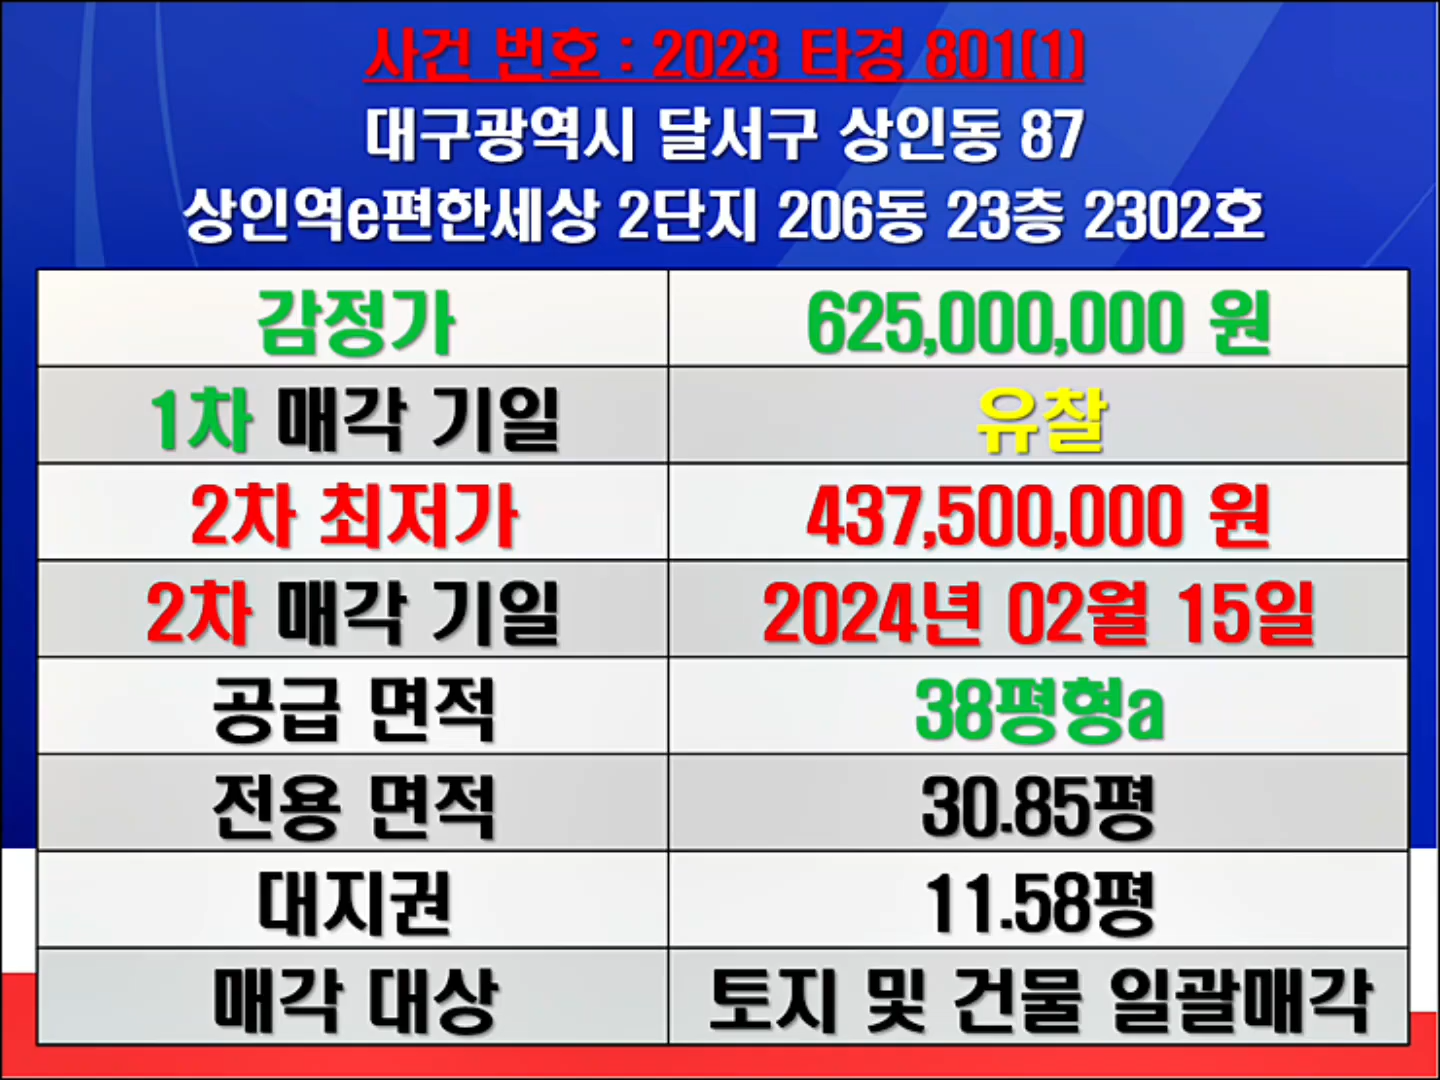 사건 번호 : 2023 타경 801(1)
대구광역시 달서구 상인동 87
상인역e편한세상 2단지 206동 23층 2302호
감정가 625,000,000 원
1차 매각 기일 유찰
2차 최저가 437,500,000 원
2차 매각 기일 2024년 02월 15일
공급 면적 38평형a
전용 면적 30.85평
대지권 11.58평
매각 대상 토지 및 건물 일괄매각